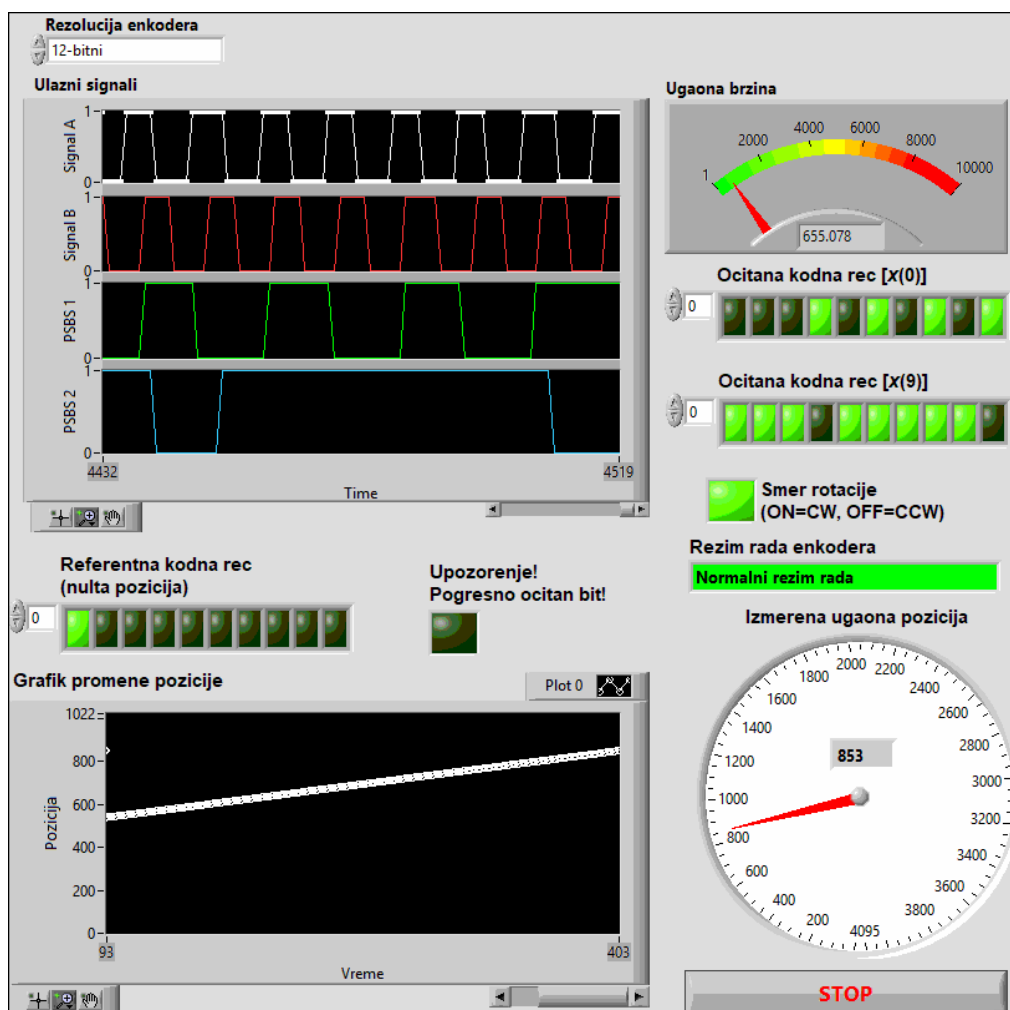 Rezolucija enkodera
12-bitni
Ulazni signali
Signal A
1
0
Signal B
1
0
PSBS 1
1
0
PSBS 2
1
0
4432
4519
Time
Ugaona brzina
1
2000
4000
6000
8000
10000
655.078
Ocitana kodna rec [x(0)]
0
Ocitana kodna rec [x(9)]
0
Smer rotacije
(ON=CW, OFF=CCW)
Rezim rada enkodera
Normalni rezim rada
Referentna kodna rec
(nulta pozicija)
0
Upozorenje!
Pogresno ocitan bit!
Grafik promene pozicije
Plot 0
Pozicija
1022
800
600
400
200
0
93
403
Vreme
Izmerena ugaona pozicija
200
400
600
800
1000
1200
1400
1600
1800
2000
2200
2400
2600
2800
3000
3200
3400
3600
3800
4095
853
STOP